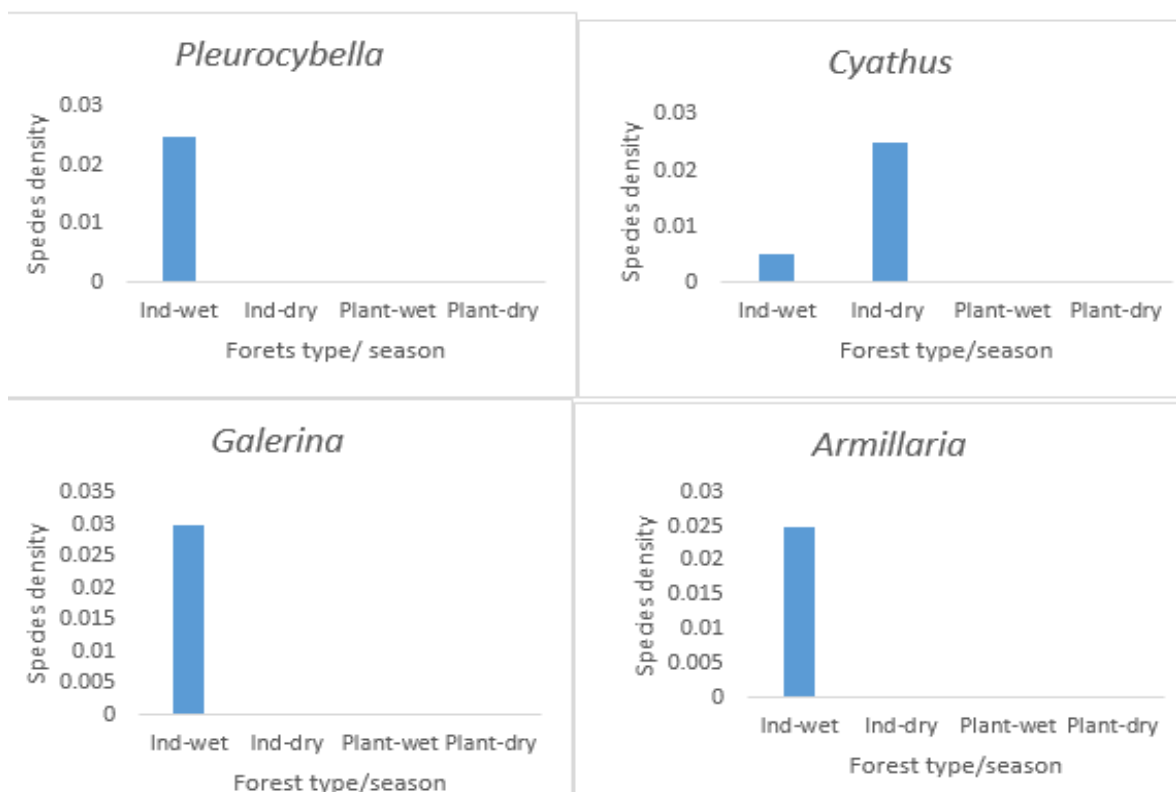 Pleurocybella
Spedes density
0.03
0.02
0.01
0
Ind-wet Ind-dry Plant-wet Plant-dry
Forets type/ season
Cyathus
Spedes density
0.03
0.02
0.01
0
Ind-wet Ind-dry Plant-wet Plant-dry
Forest type/season
Galerina
Spedes density
0.035
0.03
0.025
0.02
0.015
0.01
0.005
0
Ind-wet Ind-dry Plant-wet Plant-dry
Forest type/season
Armillaria
Spedes density
0.03
0.025
0.02
0.015
0.01
0.005
0
Ind-wet Ind-dry Plant-wet Plant-dry
Forest type/season